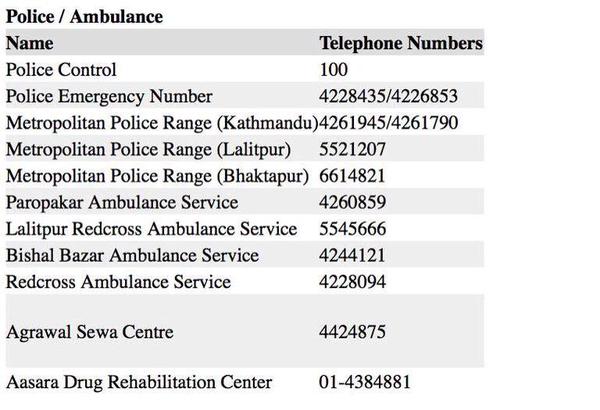 Police / Ambulance
Name Telephone Numbers
Police Control 100
Police Emergency Number 4228435/4226853
Metropolitan Police Range (Kathmandu)4261945/4261790
Metropolitan Police Range (Lalitpur) 5521207
Metropolitan Police Range (Bhaktapur) 6614821
Paropakar Ambulance Service 4260859
Lalitpur Redcross Ambulance Service 5545666
Bishal Bazar Ambulance Service 4244121
Redcross Ambulance Service 4228094
Agrawal Sewa Centre 4424875
Aasara Drug Rehabilitation Center 01-4384881